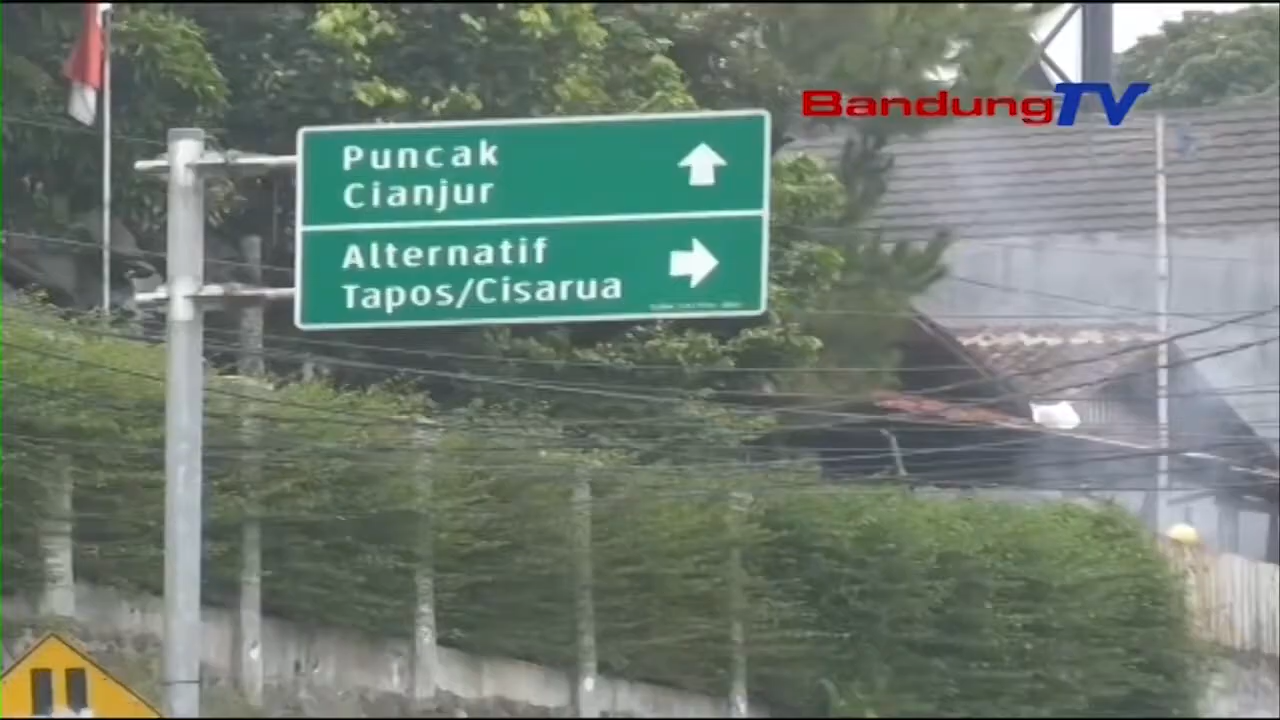 BandungTV
Puncak
Cianjur
Alternatif
Tapos/Cisarua